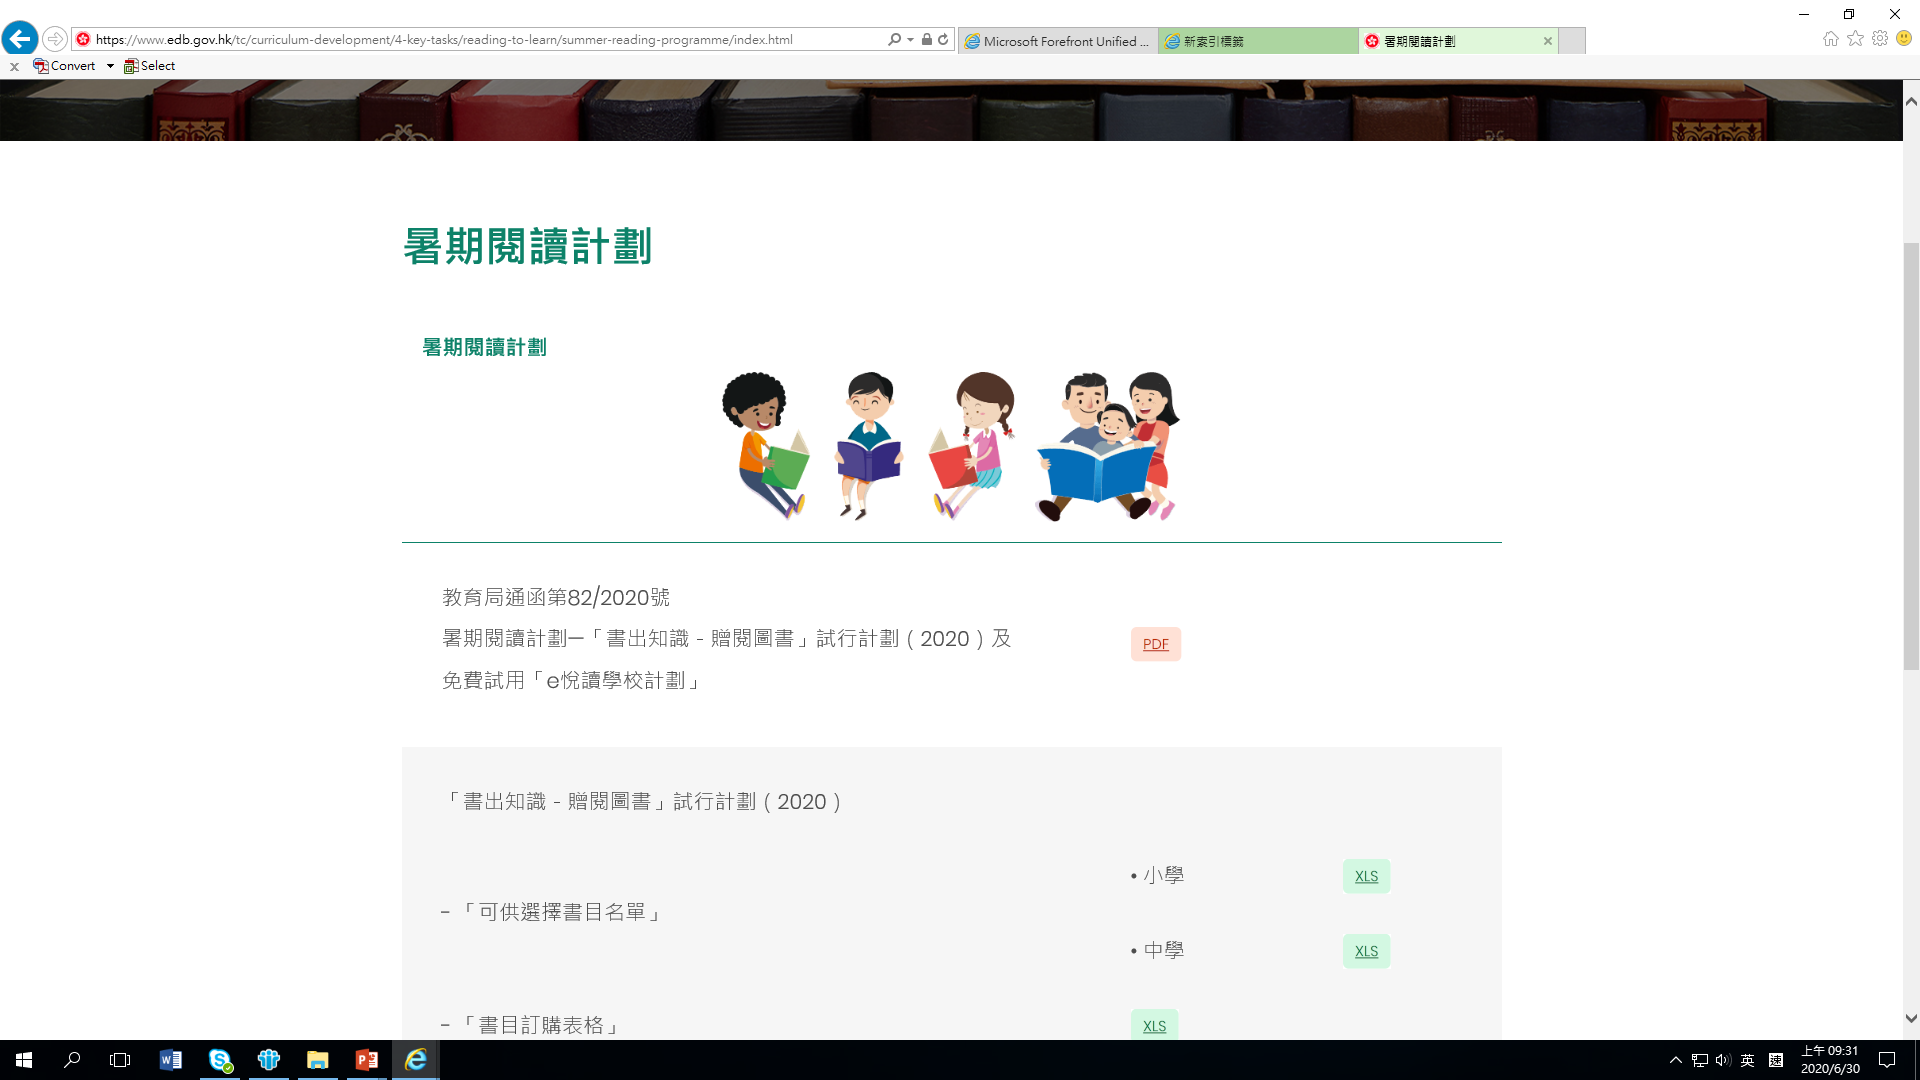 https://www.edb.gov.hk/tc/curriculum-development/4-key-tasks/reading-to-learn/summer-reading-programme/index.html
Microsoft Forefront Unified ...
新索引標籤
暑期閱讀計劃
x Convert Select
暑期閱讀計劃
暑期閱讀計劃
教育局通函第82/2020號
暑期閱讀計劃—「書出知識－贈閱圖書」試行計劃（2020）及
免費試用「e悅讀學校計劃」
PDF
「書出知識－贈閱圖書」試行計劃（2020）
• 小學 XLS
- 「可供選擇書目名單」
• 中學 XLS
- 「書目訂購表格」 XLS
英 速 上午 09:31
2020/6/30